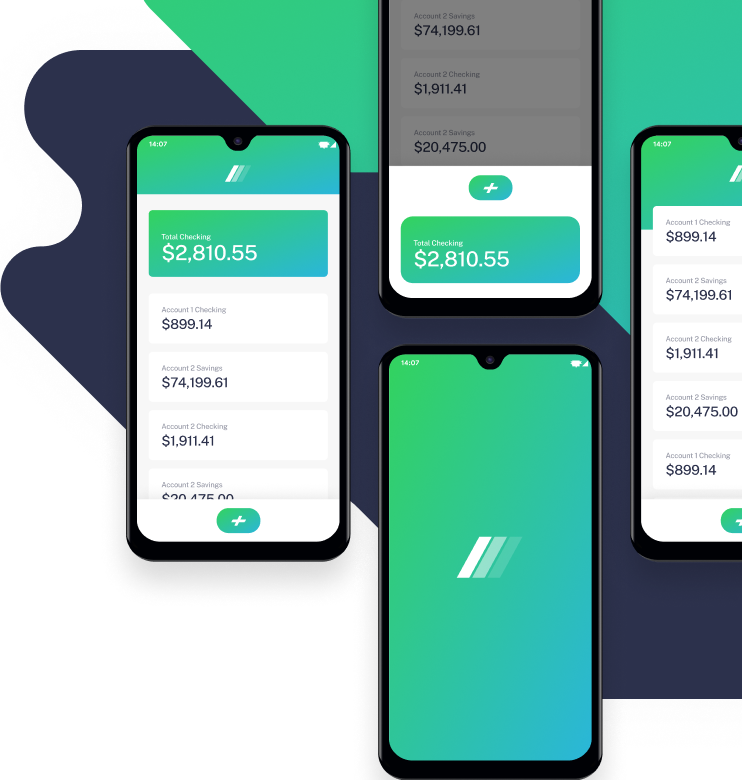 14:07
Total Checking
$2,810.55
Account 1 Checking
$899.14
Account 2 Savings
$74,199.61
Account 2 Checking
$1,911.41
Account 2 Savings
$20,475.00
Account 2 Savings
$74,199.61
Account 2 Checking
$1,911.41
Account 2 Savings
$20,475.00
Total Checking
$2,810.55
14:07
14:07
Account 1 Checking
$899.14
Account 2 Savings
$74,199.61
Account 2 Checking
$1,911.41
Account 2 Savings
$20,475.00
Account 1 Checking
$899.14